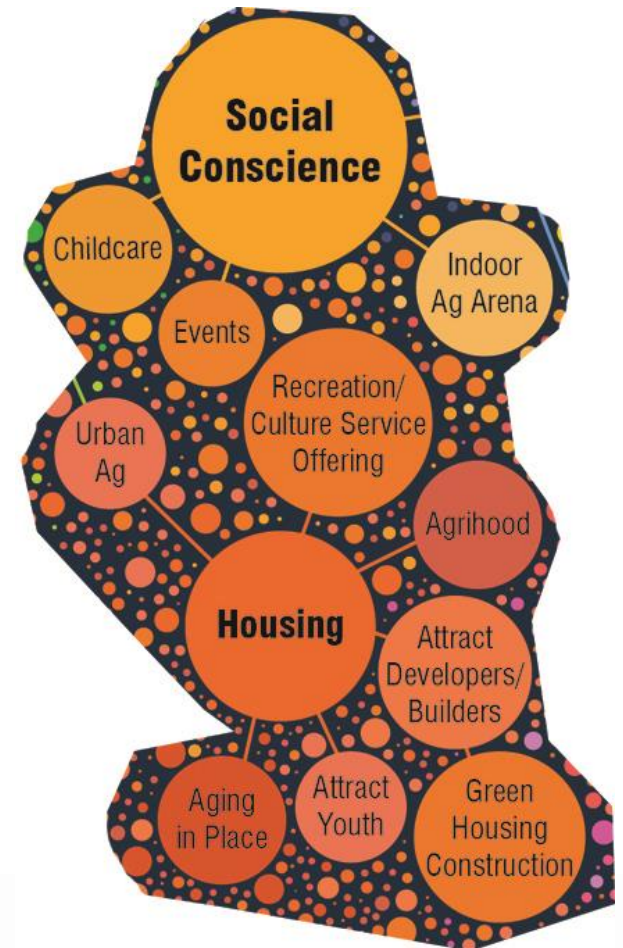 Social
Conscience
Childcare
Indoor
Ag Arena
Events
Recreation/
Culture Service
Offering
Urban
Ag
Agrihood
Housing
Attract
Developers/
Builders
Aging
in Place
Attract
Youth
Green
Housing
Construction